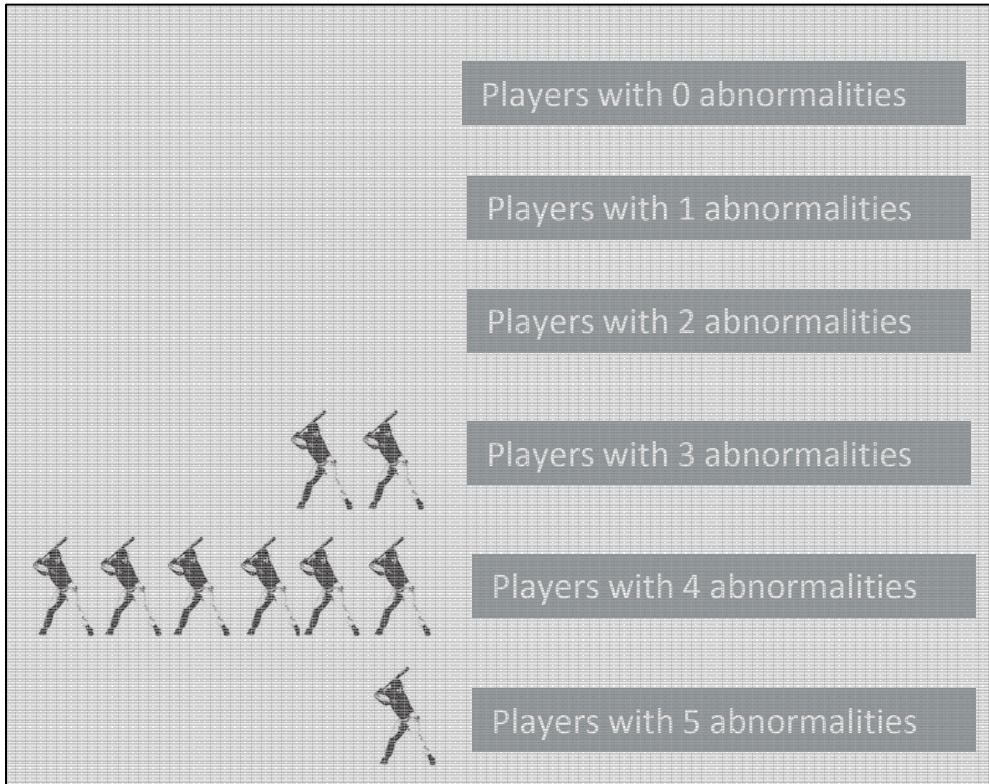 Players with 0 abnormalities
Players with 1 abnormalities
Players with 2 abnormalities
Players with 3 abnormalities
Players with 4 abnormalities
Players with 5 abnormalities